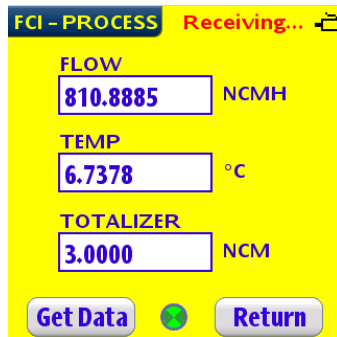 FCI – PROCESS Receiving...
FLOW
810.8885 NCMH
TEMP
6.7378 °C
TOTALIZER
3.0000 NCM
Get Data Return